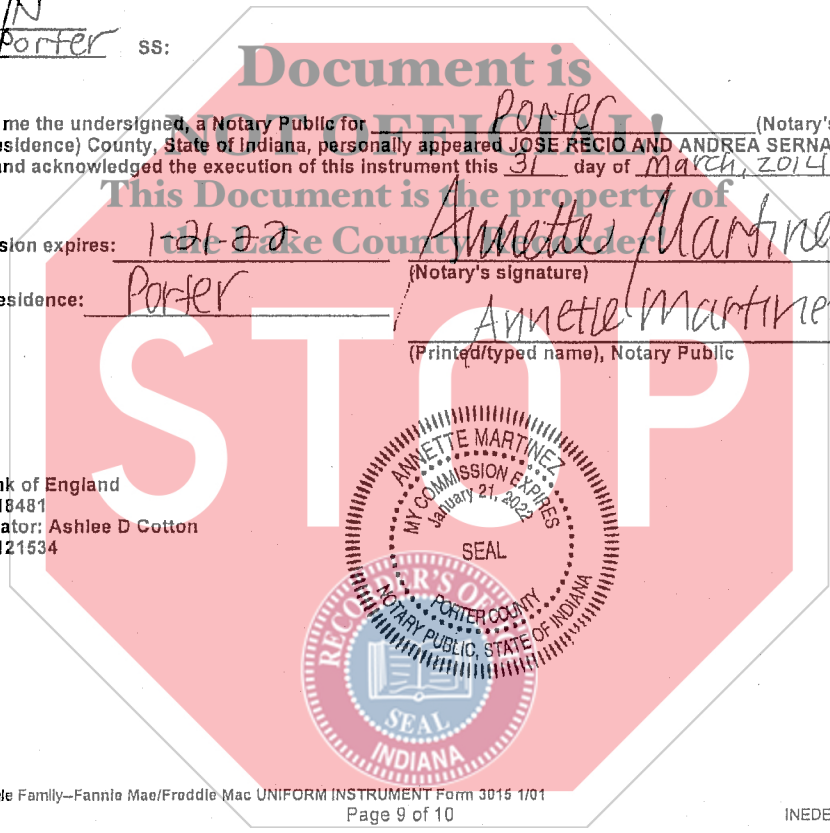 IN
Porter SS:
Document is
NOT OFFICIAL!
This Document is the property of
the Lake County Recorder!
me the undersigned, a Notary Public for Porter (Notary's
esidence) County, State of Indiana, personally appeared JOSE RECIO AND ANDREA SERNA
and acknowledged the execution of this instrument this 31 day of March, 2014
sion expires: 1-21-22
Annette Martine
(Notary's signature)
esidence: Porter
Annette Martine
(Printed/typed name), Notary Public
STOP
nk of England
18481
ator: Ashlee D Cotton
121534
ANNETTE MARTINEZ
MY COMMISSION EXPIRES
January 21, 2022
SEAL
PORTER COUNTY
NOTARY PUBLIC, STATE OF INDIANA
RECORDER'S OF
SEAL
INDIANA
le Family--Fannie Mae/Freddie Mac UNIFORM INSTRUMENT Form 3015 1/01
Page 9 of 10
INEDE